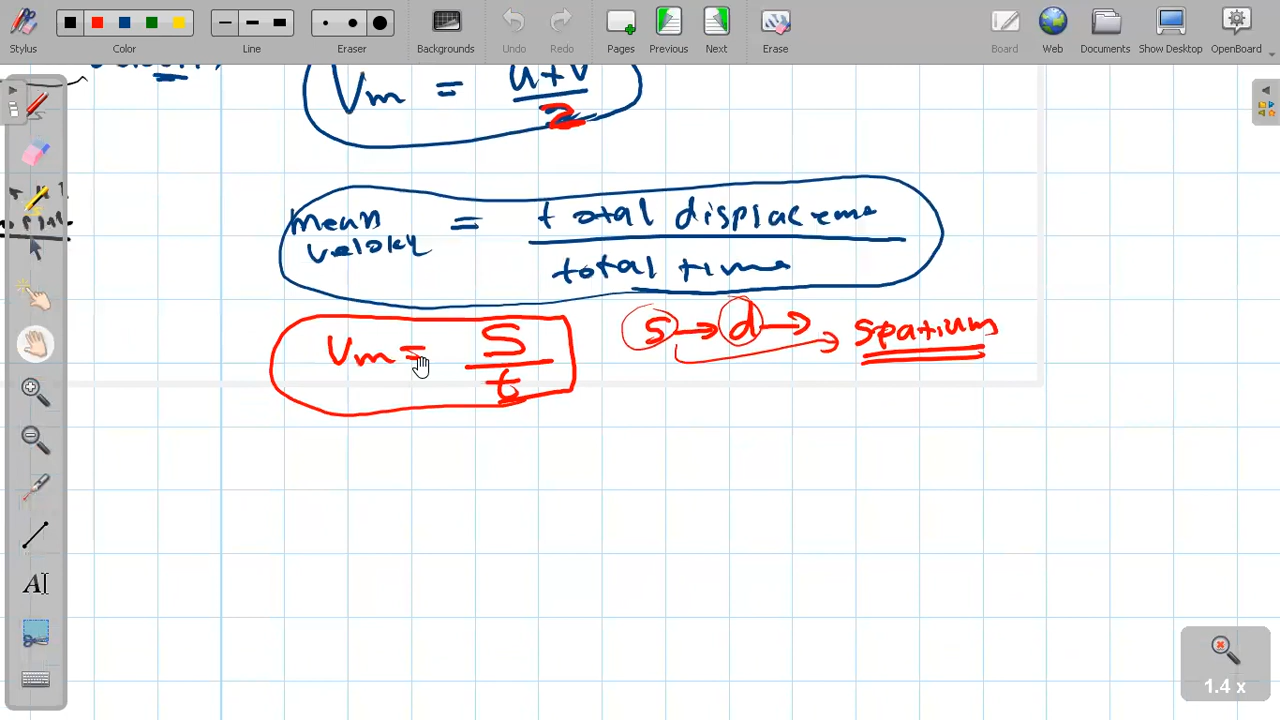 Stylus
Color
Line
Eraser
Backgrounds
Undo
Redo
Pages
Previous
Next
Erase
Board
Web
Documents
Show Desktop
OpenBoard
Vm = u+v
2
mean
velocity = total displaceme
total time
Vm = S
t
s → d → spatium
AI
1.4 x